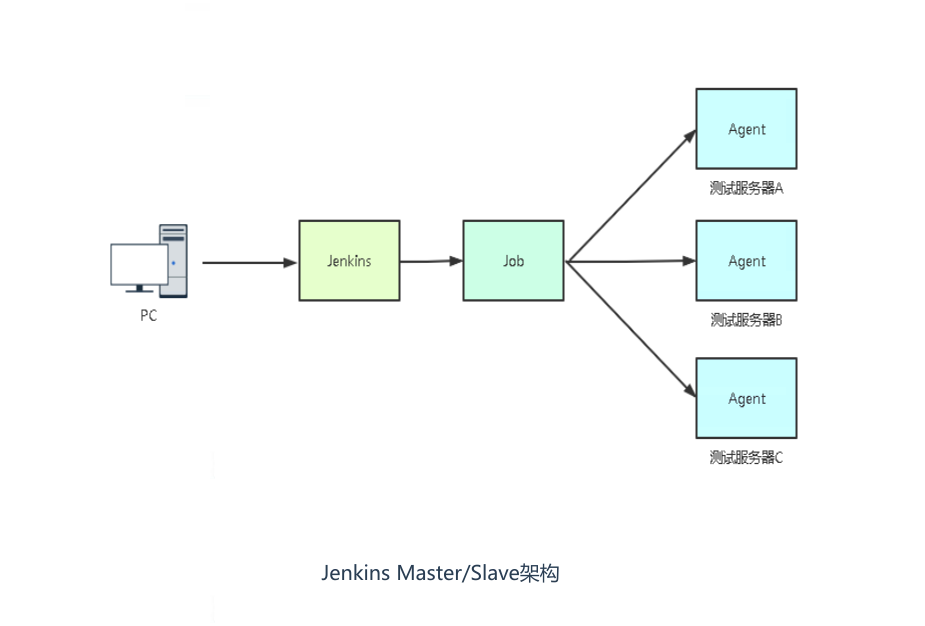 Agent
测试服务器A
PC
Jenkins
Job
Agent
测试服务器B
Agent
测试服务器C
Jenkins Master/Slave架构